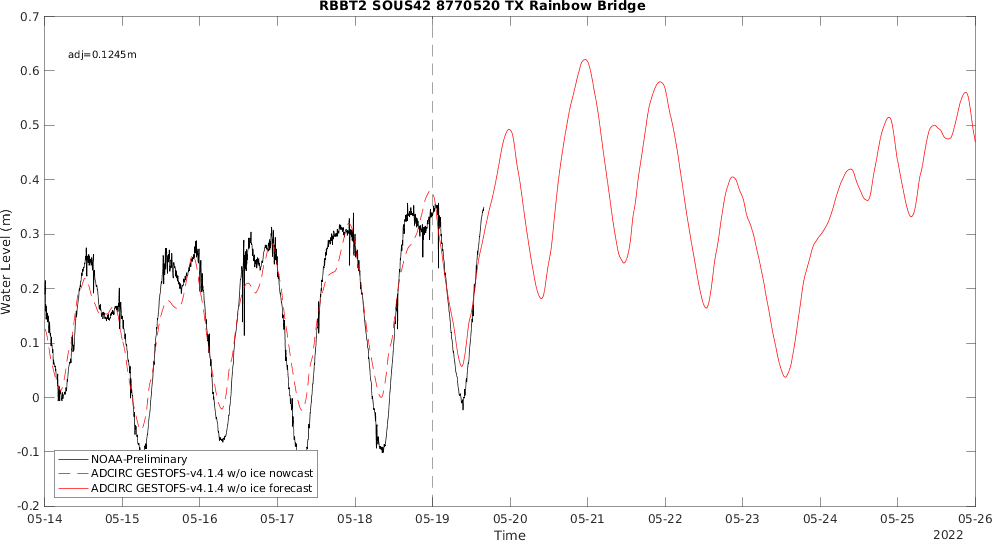 RBBT2 SOUS42 8770520 TX Rainbow Bridge
adj=0.1245m
0.7
0.6
0.5
0.4
0.3
0.2
0.1
0
-0.1
-0.2
Water Level (m)
NOAA-Preliminary
ADCIRC GESTOFS-v4.1.4 w/o ice nowcast
ADCIRC GESTOFS-v4.1.4 w/o ice forecast
05-14 05-15 05-16 05-17 05-18 05-19 05-20 05-21 05-22 05-23 05-24 05-25 05-26
Time
2022